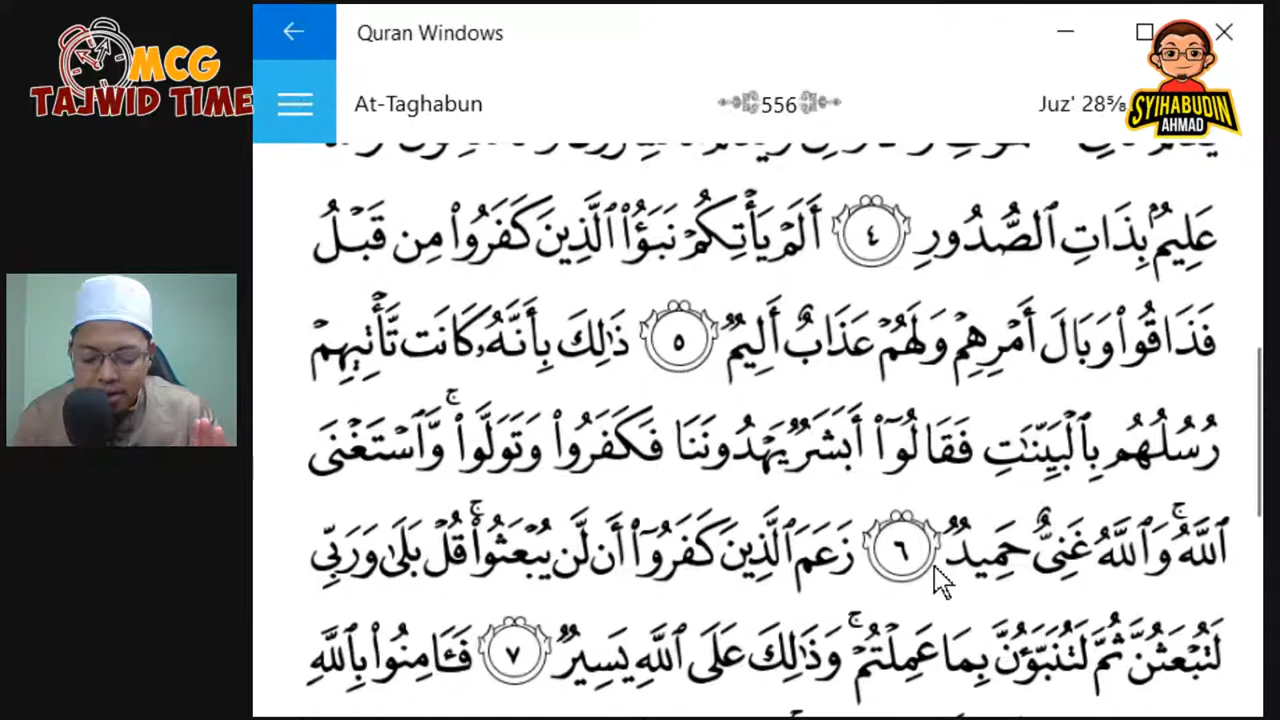 MCG
TAJWID TIME
Quran Windows
At-Taghabun
556
Juz' 28⅝
SYIHABUDIN
AHMAD
عَلِيمُۢ بِذَاتِ ٱلصُّدُورِ ٤ أَلَمۡ يَأۡتِكُمۡ نَبَؤُاْ ٱلَّذِينَ كَفَرُواْ مِن قَبۡلُ
فَذَاقُواْ وَبَالَ أَمۡرِهِمۡ وَلَهُمۡ عَذَابٌ أَلِيمٞ ٥ ذَٰلِكَ بِأَنَّهُۥ كَانَت تَّأۡتِيهِمۡ
رُسُلُهُم بِٱلۡبَيِّنَٰتِ فَقَالُوٓاْ أَبَشَرٞ يَهۡدُونَنَا فَكَفَرُواْ وَتَوَلَّواْۚ وَّٱسۡتَغۡنَى
ٱللَّهُۚ وَٱللَّهُ غَنِيٌّ حَمِيدٞ ٦ زَعَمَ ٱلَّذِينَ كَفَرُوٓاْ أَن لَّن يُبۡعَثُواْۚ قُلۡ بَلَىٰ وَرَبِّي
لَتُبۡعَثُنَّ ثُمَّ لَتُنَبَّؤُنَّ بِمَا عَمِلۡتُمۡۚ وَذَٰلِكَ عَلَى ٱللَّهِ يَسِيرٞ ٧ فَـَٔامِنُواْ بِٱللَّهِ